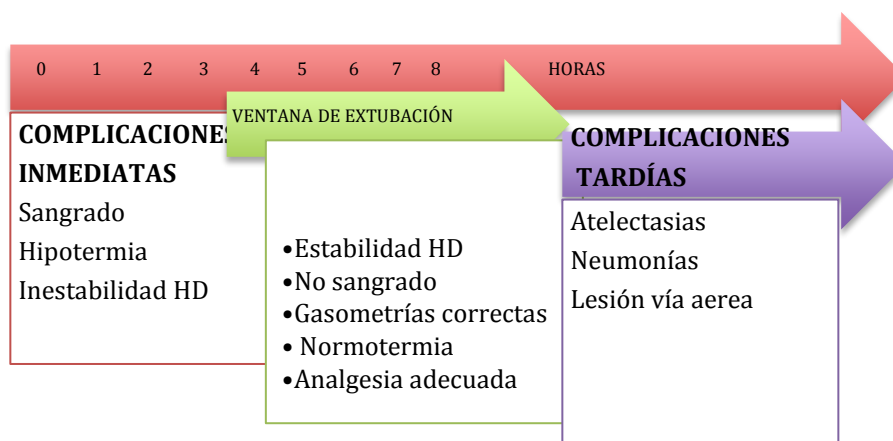 0 1 2 3 4 5 6 7 8 HORAS
VENTANA DE EXTUBACIÓN
COMPLICACIONES
INMEDIATAS
Sangrado
Hipotermia
Inestabilidad HD
•Estabilidad HD
•No sangrado
•Gasometrías correctas
• Normotermia
•Analgesia adecuada
COMPLICACIONES
TARDÍAS
Atelectasias
Neumonías
Lesión vía aerea